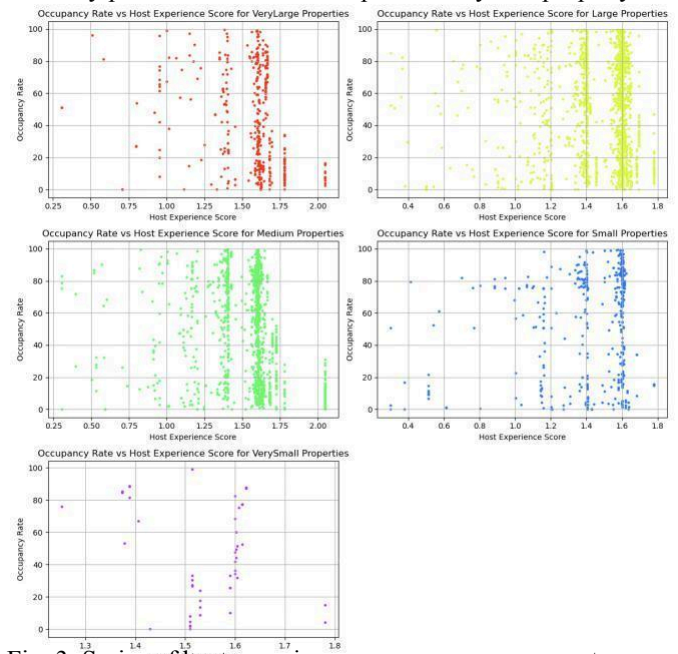 Occupancy Rate vs Host Experience Score for VeryLarge Properties
100
80
60
40
20
0
Occupancy Rate
0.25 0.50 0.75 1.00 1.25 1.50 1.75 2.00
Host Experience Score
Occupancy Rate vs Host Experience Score for Large Properties
100
80
60
40
20
0
Occupancy Rate
0.4 0.6 0.8 1.0 1.2 1.4 1.6 1.8
Host Experience Score
Occupancy Rate vs Host Experience Score for Medium Properties
100
80
60
40
20
0
Occupancy Rate
0.25 0.50 0.75 1.00 1.25 1.50 1.75 2.00
Host Experience Score
Occupancy Rate vs Host Experience Score for Small Properties
100
80
60
40
20
0
Occupancy Rate
0.4 0.6 0.8 1.0 1.2 1.4 1.6 1.8
Host Experience Score
Occupancy Rate vs Host Experience Score for VerySmall Properties
100
80
60
40
20
0
Occupancy Rate
1.3 1.4 1.5 1.6 1.7 1.8